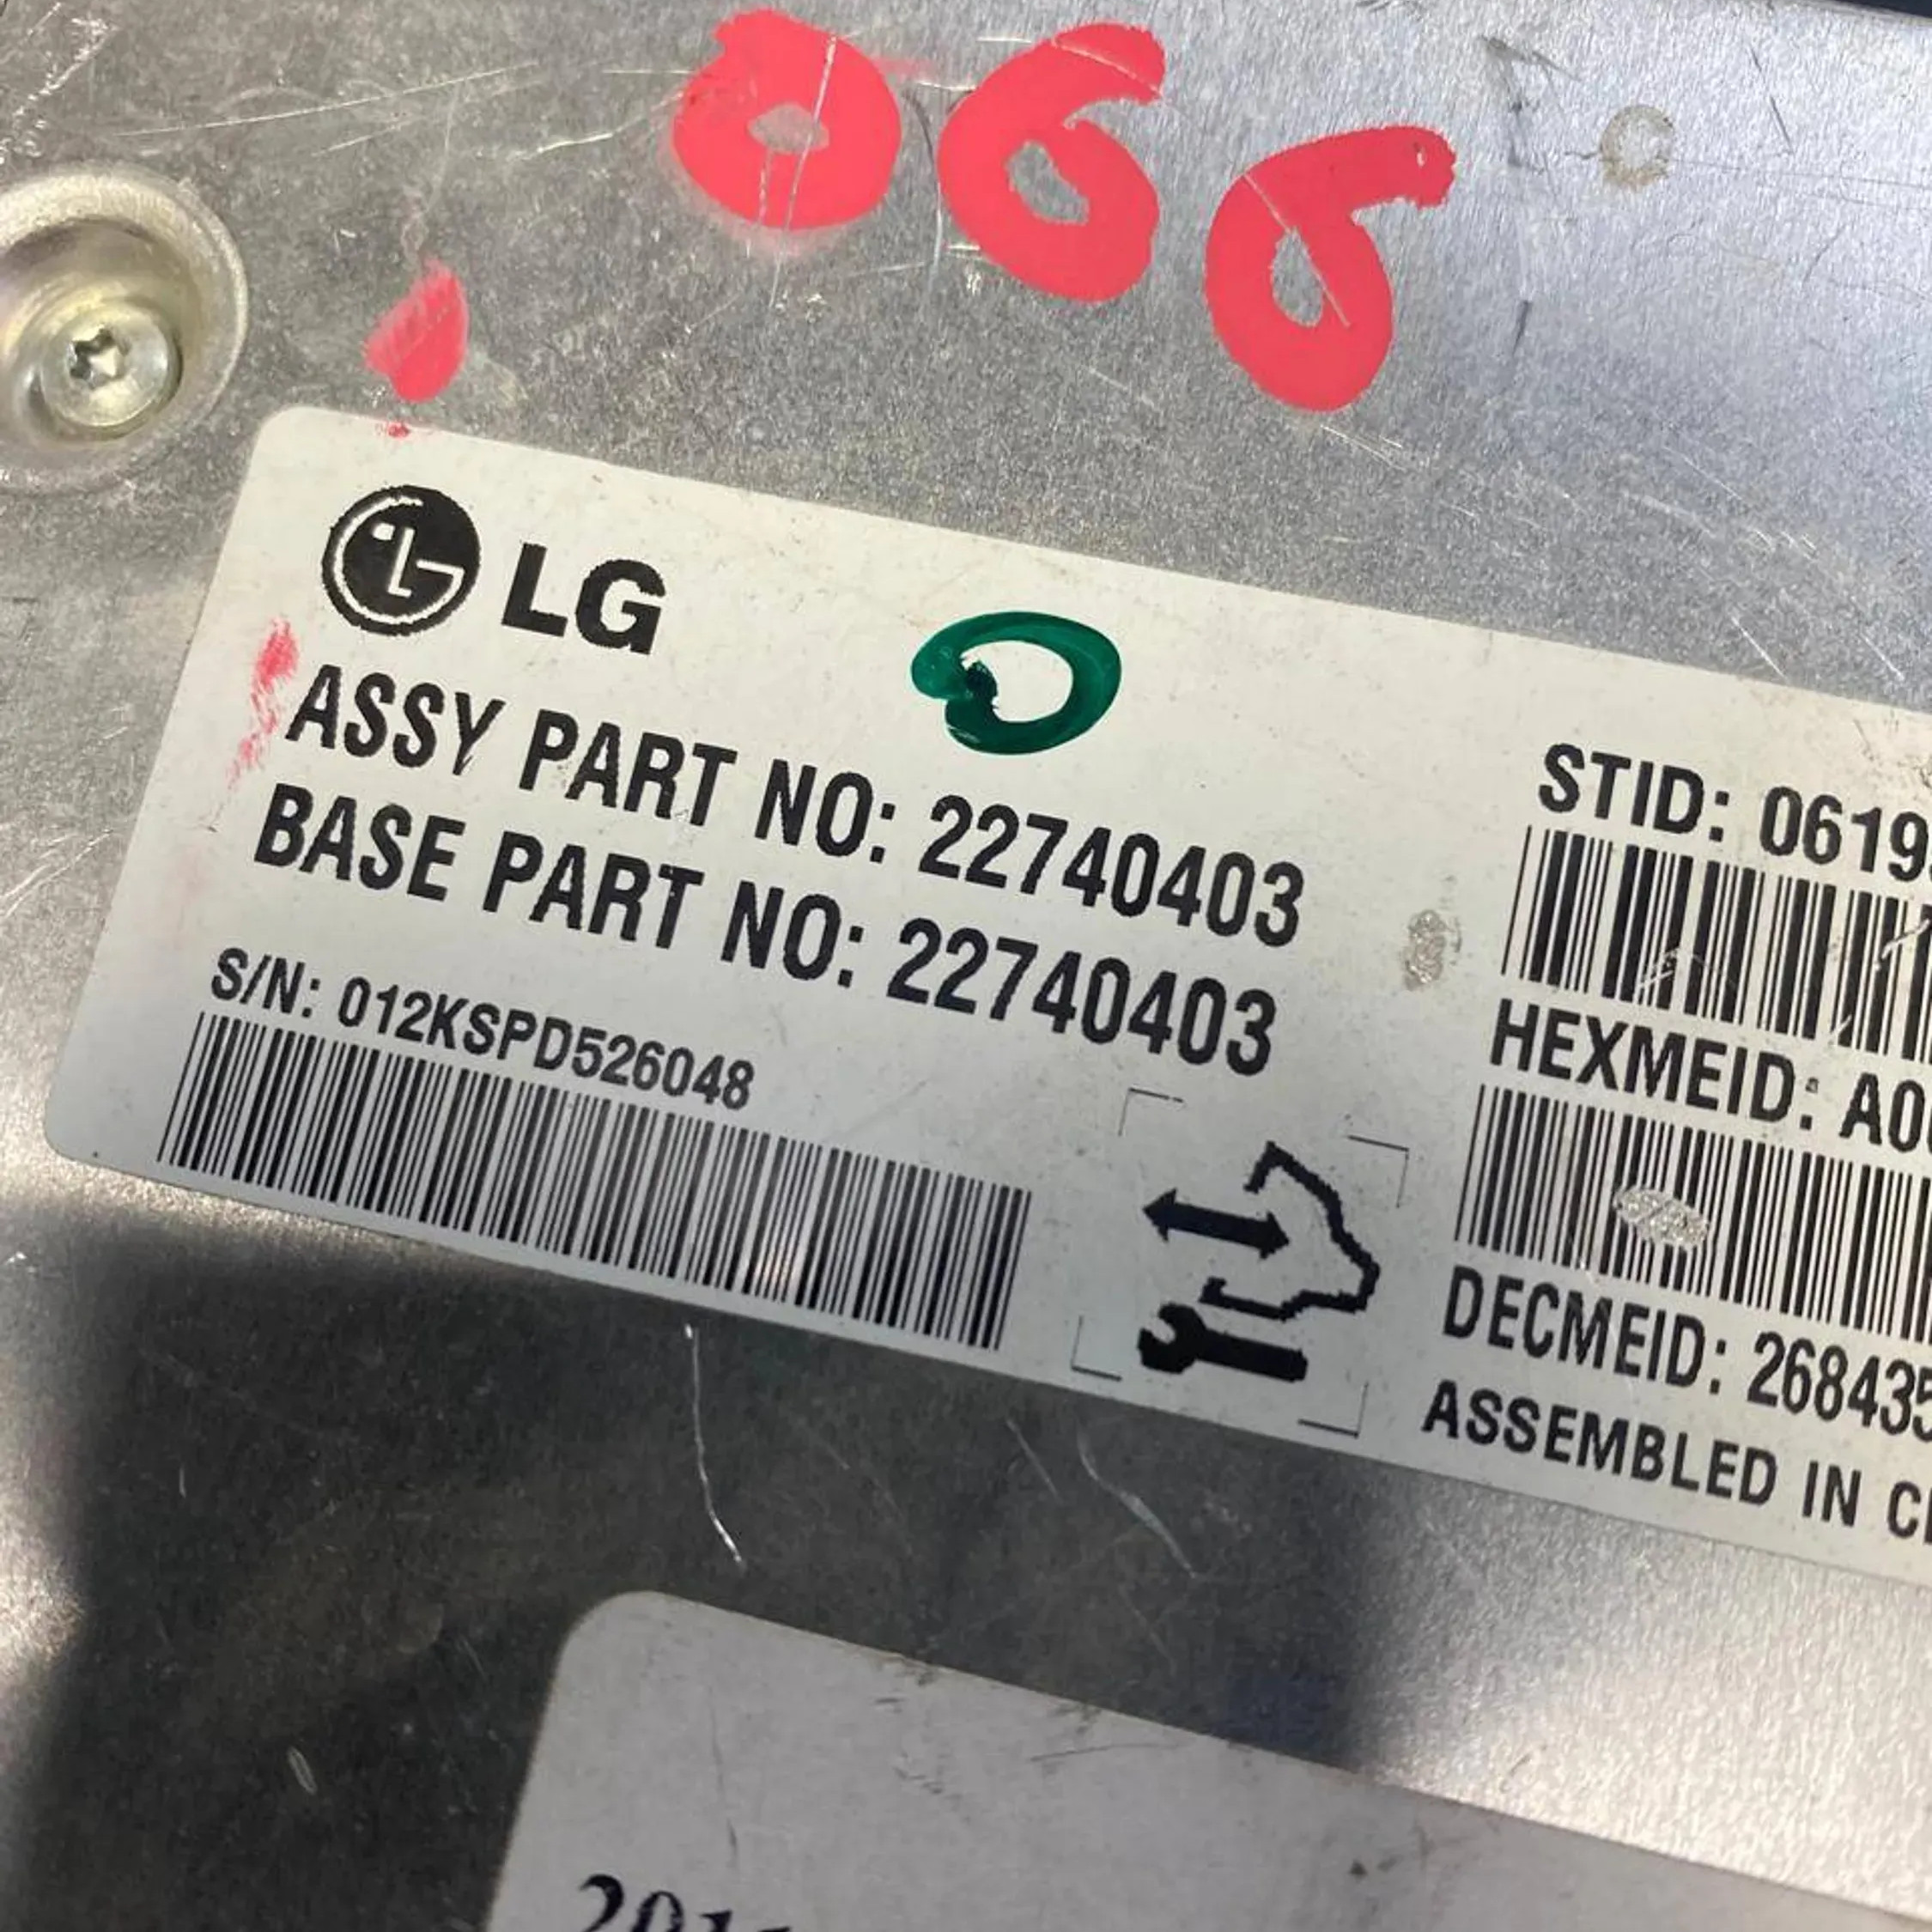 066
LG
ASSY PART NO: 22740403
BASE PART NO: 22740403
S/N: 012KSPD526048
STID: 0619
HEXMEID: A0
DECMEID: 268435
ASSEMBLED IN C